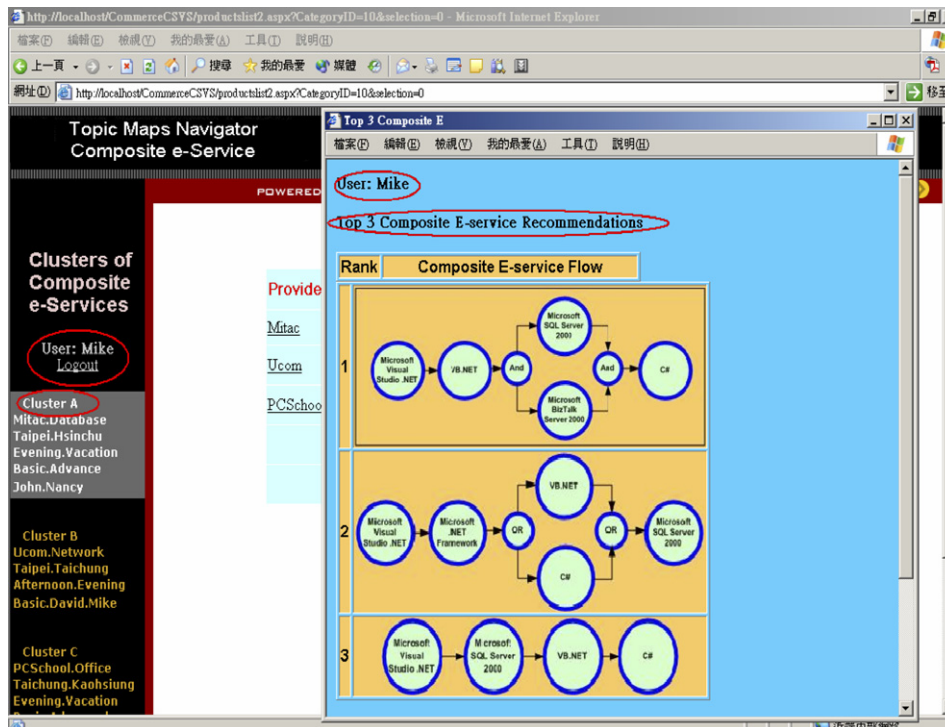 http://localhost/CommerceCSVS/productslist2.aspx?CategoryID=10&selection=0 - Microsoft Internet Explorer
檔案(F) 編輯(E) 檢視(V) 我的最愛(A) 工具(T) 說明(H)
上一頁 搜尋 我的最愛 媒體
網址(D) http://localhost/CommerceCSVS/productslist2.aspx?CategoryID=10&selection=0 移至
Topic Maps Navigator
Composite e-Service
POWERED
Clusters of
Composite
e-Services
User: Mike
Logout
Cluster A
Mitac.Database
Taipei.Hsinchu
Evening.Vacation
Basic.Advance
John.Nancy
Cluster B
Ucom.Network
Taipei.Taichung
Afternoon.Evening
Basic.David.Mike
Cluster C
PCSchool.Office
Taichung.Kaohsiung
Evening.Vacation
Provide
Mitac
Ucom
PCSchoo
Top 3 Composite E
檔案(F) 編輯(E) 檢視(V) 我的最愛(A) 工具(T) 說明(H)
User: Mike
Top 3 Composite E-service Recommendations
Rank Composite E-service Flow
1
Microsoft
Visual
Studio .NET
VB.NET
And
Microsoft
SQL Server
2000
Microsoft
BizTalk
Server 2000
And
C#
2
Microsoft
Visual
Studio .NET
Microsoft
.NET
Framework
OR
VB.NET
C#
OR
Microsoft
SQL Server
2000
3
Microsoft
Visual
Studio .NET
Microsoft
SQL Server
2000
VB.NET
C#